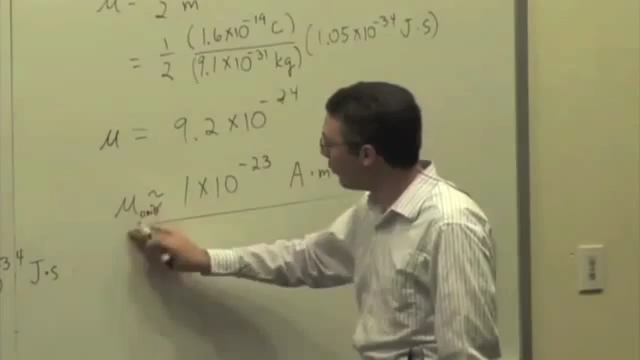 μ = 2 m
= 1/2 (1.6×10⁻¹⁹ C)/(9.1×10⁻³¹ kg) (1.05×10⁻³⁴ J·s)
μ = 9.2×10⁻²⁴
μ ≈ 1×10⁻²³ A·m
³⁴ J·s